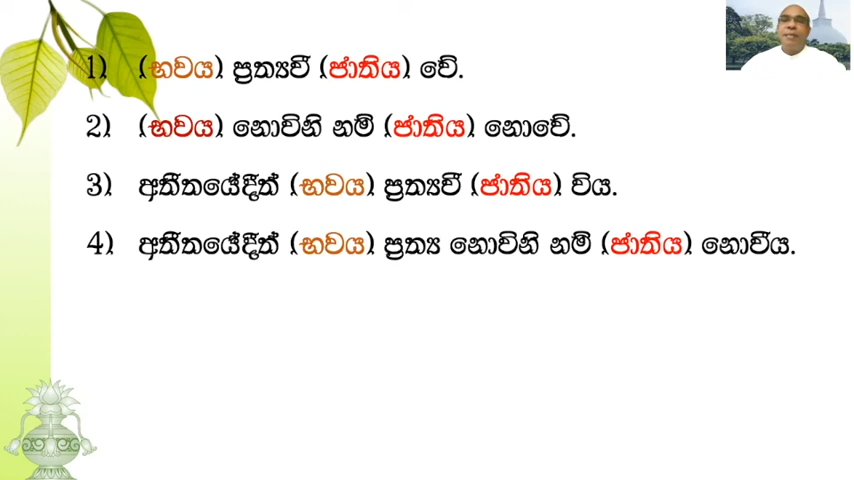 1) (භවය) ප්‍රත්‍යවී (ජාතිය) වේ.
2) (භවය) නොවිනි නම් (ජාතිය) නොවේ.
3) අතීතයේදීත් (භවය) ප්‍රත්‍යවී (ජාතිය) විය.
4) අතීතයේදීත් (භවය) ප්‍රත්‍ය නොවිනි නම් (ජාතිය) නොවීය.